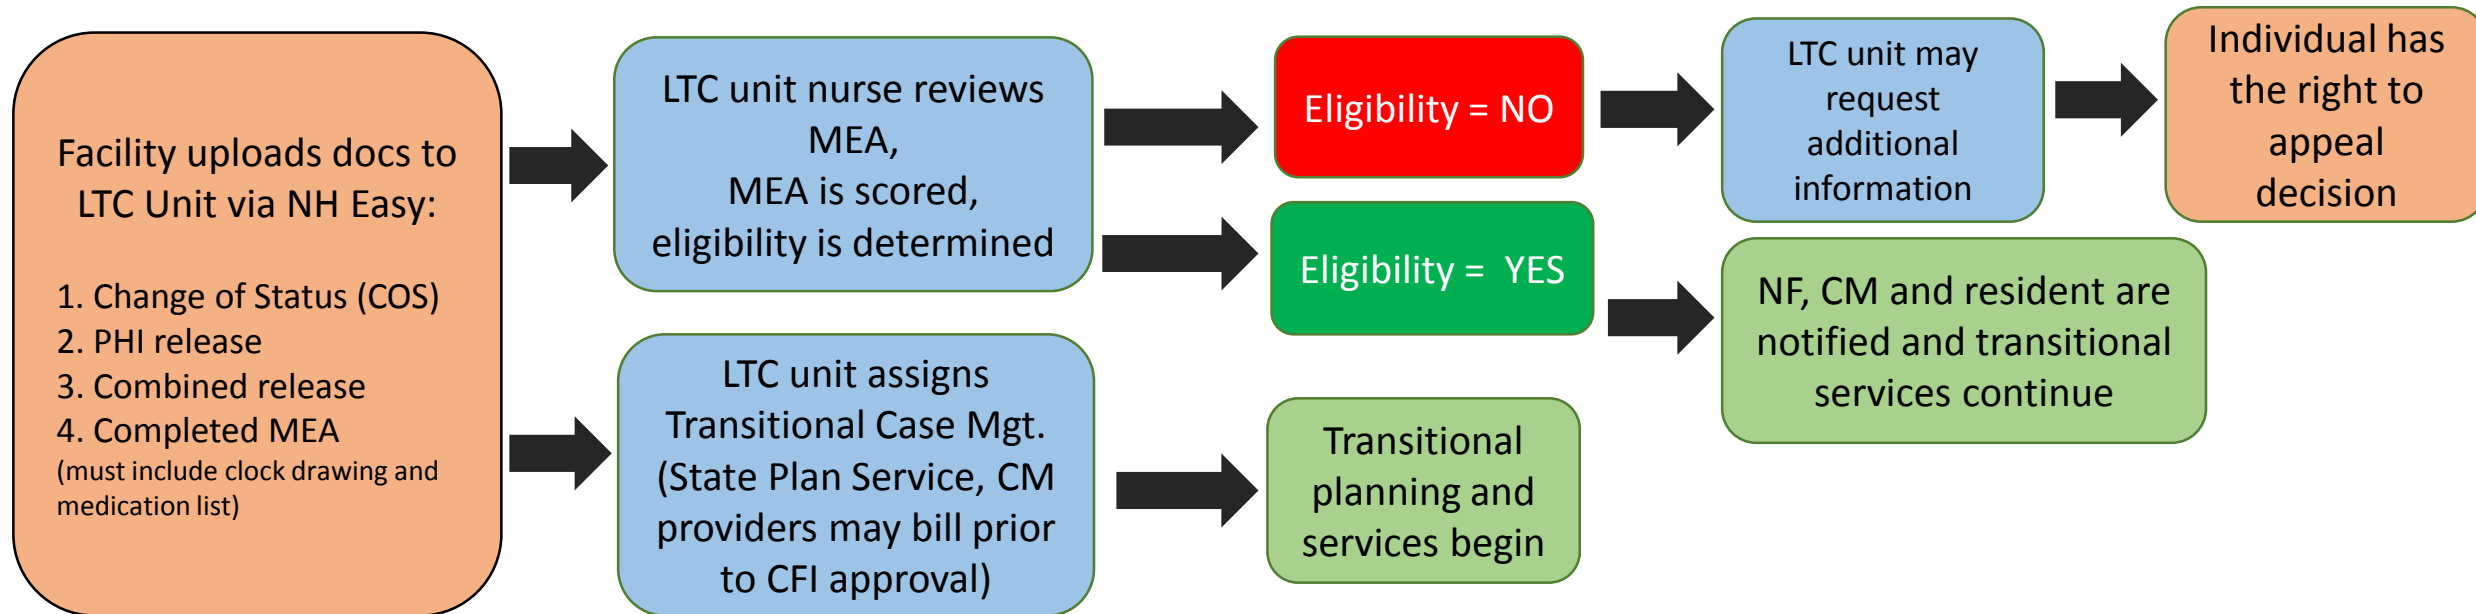 Facility uploads docs to
LTC Unit via NH Easy:
1. Change of Status (COS)
2. PHI release
3. Combined release
4. Completed MEA
(must include clock drawing and
medication list)
LTC unit nurse reviews
MEA,
MEA is scored,
eligibility is determined
LTC unit assigns
Transitional Case Mgt.
(State Plan Service, CM
providers may bill prior
to CFI approval)
Eligibility = NO
Eligibility = YES
Transitional
planning and
services begin
LTC unit may
request
additional
information
NF, CM and resident are
notified and transitional
services continue
Individual has
the right to
appeal
decision